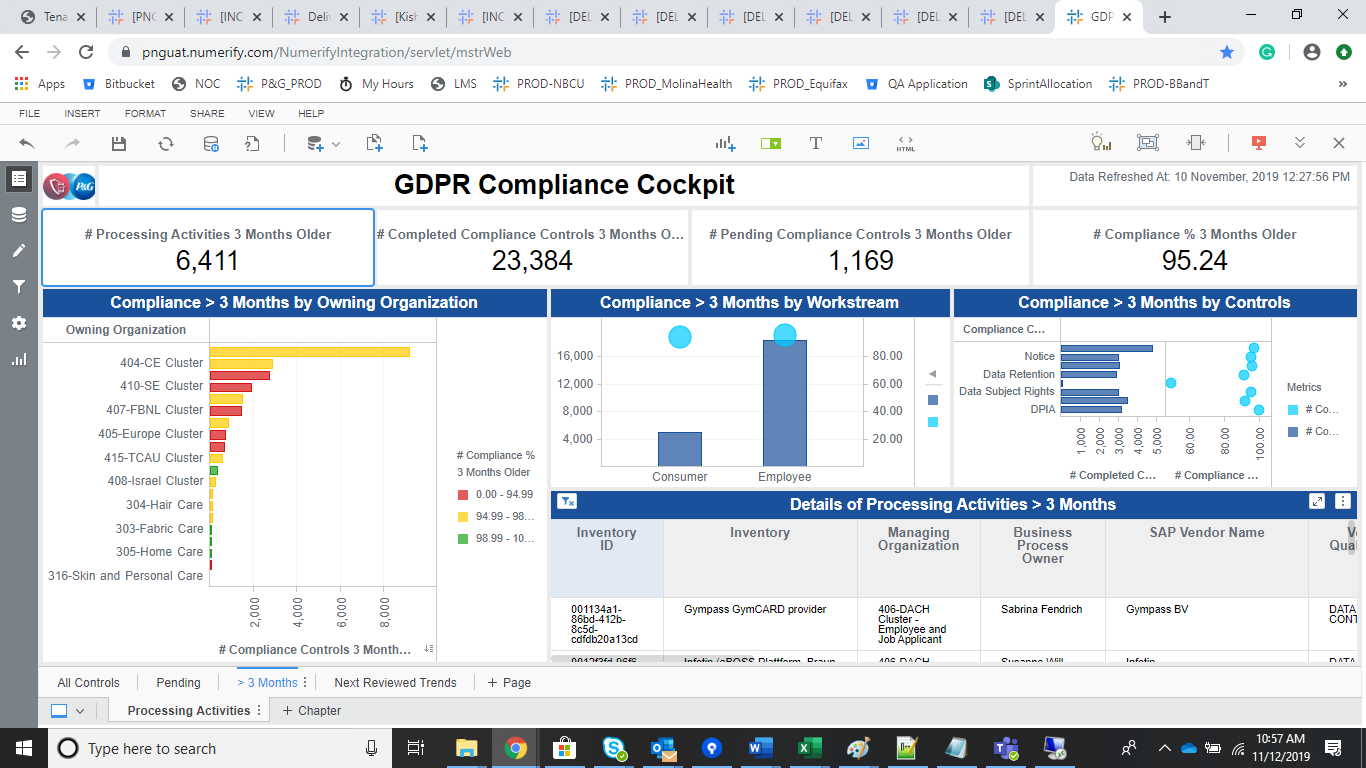 Tena
[PNC
[INC
Deliv
[Kish
[INC
[DEL
[DEL
[DEL
[DEL
[DEL
[DEL
GDP
pnguat.numerify.com/NumerifyIntegration/servlet/mstrWeb
Apps
Bitbucket
NOC
P&G_PROD
My Hours
LMS
PROD-NBCU
PROD_MolinaHealth
PROD_Equifax
QA Application
SprintAllocation
PROD-BBandT
»
FILE
INSERT
FORMAT
SHARE
VIEW
HELP
T
HTML
P&G
GDPR Compliance Cockpit
Data Refreshed At: 10 November, 2019 12:27:56 PM
# Processing Activities 3 Months Older
6,411
# Completed Compliance Controls 3 Months O...
23,384
# Pending Compliance Controls 3 Months Older
1,169
# Compliance % 3 Months Older
95.24
Compliance > 3 Months by Owning Organization
Owning Organization
404-CE Cluster
410-SE Cluster
407-FBNL Cluster
405-Europe Cluster
415-TCAU Cluster
408-Israel Cluster
304-Hair Care
303-Fabric Care
305-Home Care
316-Skin and Personal Care
2,000
4,000
6,000
8,000
# Compliance Controls 3 Month...
# Compliance %
3 Months Older
0.00 - 94.99
94.99 - 98...
98.99 - 10...
Compliance > 3 Months by Workstream
16,000
12,000
8,000
4,000
80.00
60.00
40.00
20.00
Consumer
Employee
Compliance > 3 Months by Controls
Compliance C...
Notice
Data Retention
Data Subject Rights
DPIA
1,000
2,000
3,000
4,000
5,000
60.00
80.00
100.00
# Completed C...
# Compliance ...
Metrics
# Co...
# Co...
Details of Processing Activities > 3 Months
Inventory
ID
Inventory
Managing
Organization
Business
Process
Owner
SAP Vendor Name
Qua
001134a1-
86bd-412b-
8c5d-
cdfdb20a13cd
Gympass GymCARD provider
406-DACH
Cluster -
Employee and
Job Applicant
Sabrina Fendrich
Gympass BV
DATA
CONT
All Controls
Pending
> 3 Months
Next Reviewed Trends
+ Page
Processing Activities
+ Chapter
Type here to search
10:57 AM
11/12/2019